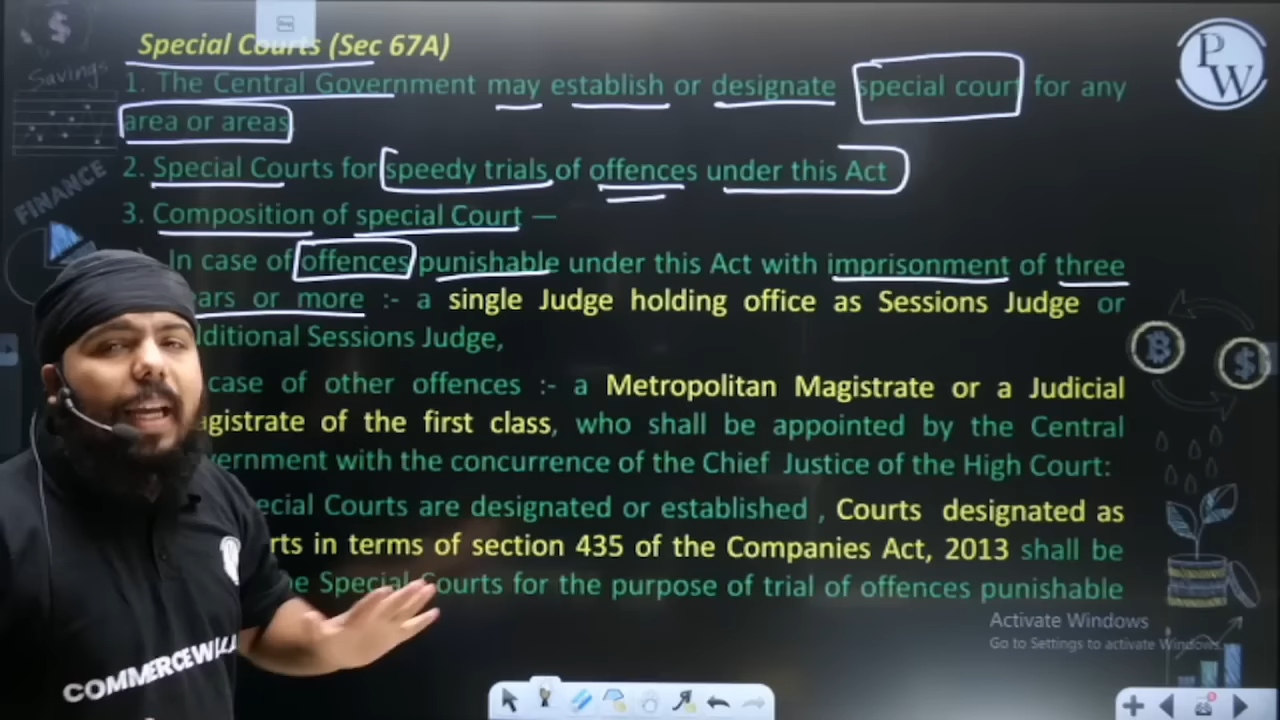 Special Courts (Sec 67A)
Savings
1. The Central Government may establish or designate special court for any
area or areas
2. Special Courts for speedy trials of offences under this Act
FINANCE
3. Composition of special Court —
In case of offences punishable under this Act with imprisonment of three
or more :- a single Judge holding office as Sessions Judge or
Sessions Judge,
case of other offences :- a Metropolitan Magistrate or a Judicial
of the first class, who shall be appointed by the Central
with the concurrence of the Chief Justice of the High Court:
Courts are designated or established , Courts designated as
in terms of section 435 of the Companies Act, 2013 shall be
Special Courts for the purpose of trial of offences punishable
PW
Activate Windows
Go to Settings to activate Windows.